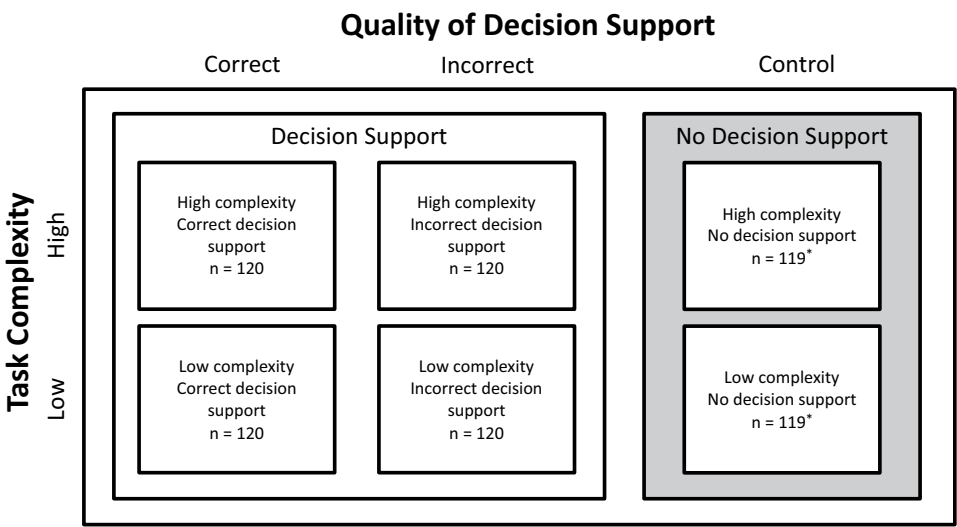 Quality of Decision Support
Correct
Incorrect
Control
Task Complexity
High
Low
Decision Support
No Decision Support
High complexity
Correct decision
support
n = 120
High complexity
Incorrect decision
support
n = 120
High complexity
No decision support
n = 119*
Low complexity
Correct decision
support
n = 120
Low complexity
Incorrect decision
support
n = 120
Low complexity
No decision support
n = 119*